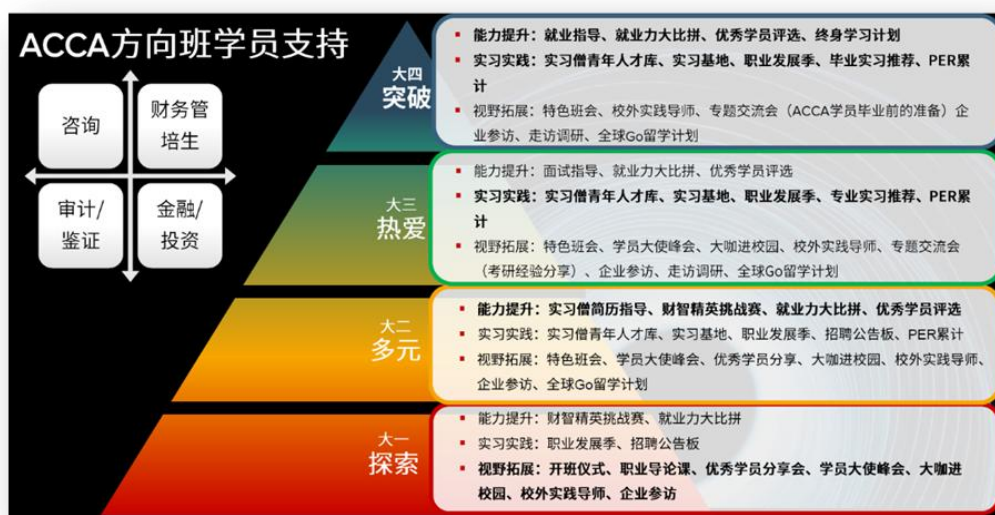 ACCA方向班学员支持
咨询
财务管
培生
审计/
鉴证
金融/
投资
大四
突破
能力提升：就业指导、就业力大比拼、优秀学员评选、终身学习计划
实习实践：实习僧青年人才库、实习基地、职业发展季、毕业实习推荐、PER累
计
视野拓展：特色班会、校外实践导师、专题交流会（ACCA学员毕业前的准备）企
业参访、走访调研、全球Go留学计划
大三
热爱
能力提升：面试指导、就业力大比拼、优秀学员评选
实习实践：实习僧青年人才库、实习基地、职业发展季、专业实习推荐、PER累
计
视野拓展：特色班会、学员大使峰会、大咖进校园、校外实践导师、专题交流会
（考研经验分享）、企业参访、走访调研、全球Go留学计划
大二
多元
能力提升：实习僧简历指导、财智精英挑战赛、就业力大比拼、优秀学员评选
实习实践：实习僧青年人才库、实习基地、职业发展季、招聘公告板、PER累计
视野拓展：特色班会、学员大使峰会、优秀学员分享、大咖进校园、校外实践导师、
企业参访、全球Go留学计划
大一
探索
能力提升：财智精英挑战赛、就业力大比拼
实习实践：职业发展季、招聘公告板
视野拓展：开班仪式、职业导论课、优秀学员分享会、学员大使峰会、大咖进
校园、校外实践导师、企业参访